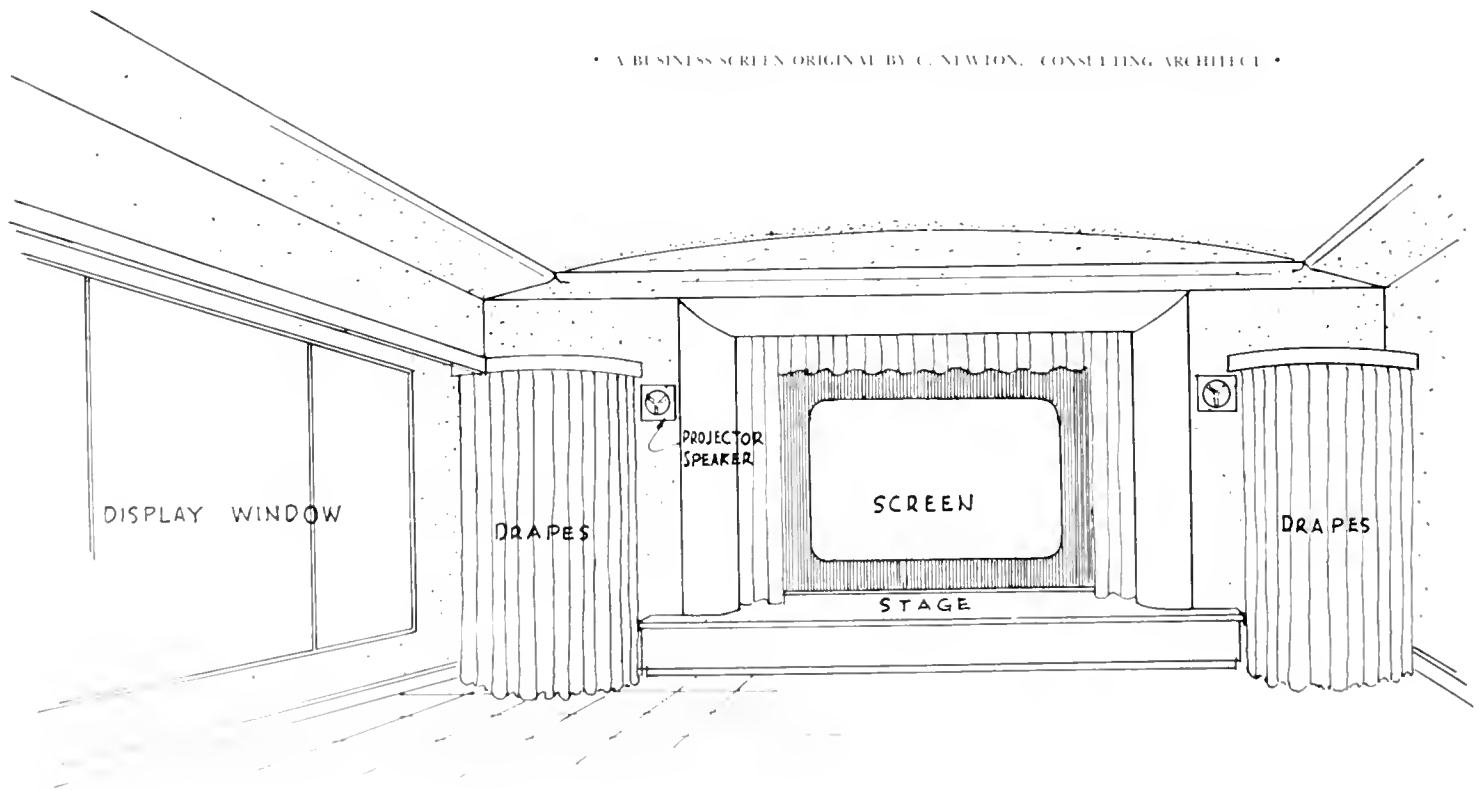 • A BUSINESS SCREEN ORIGINAL BY C. NEWTON, CONSULTING ARCHITECT •
PROJECTOR
SPEAKER
DISPLAY WINDOW
DRAPES
SCREEN
DRAPES
STAGE